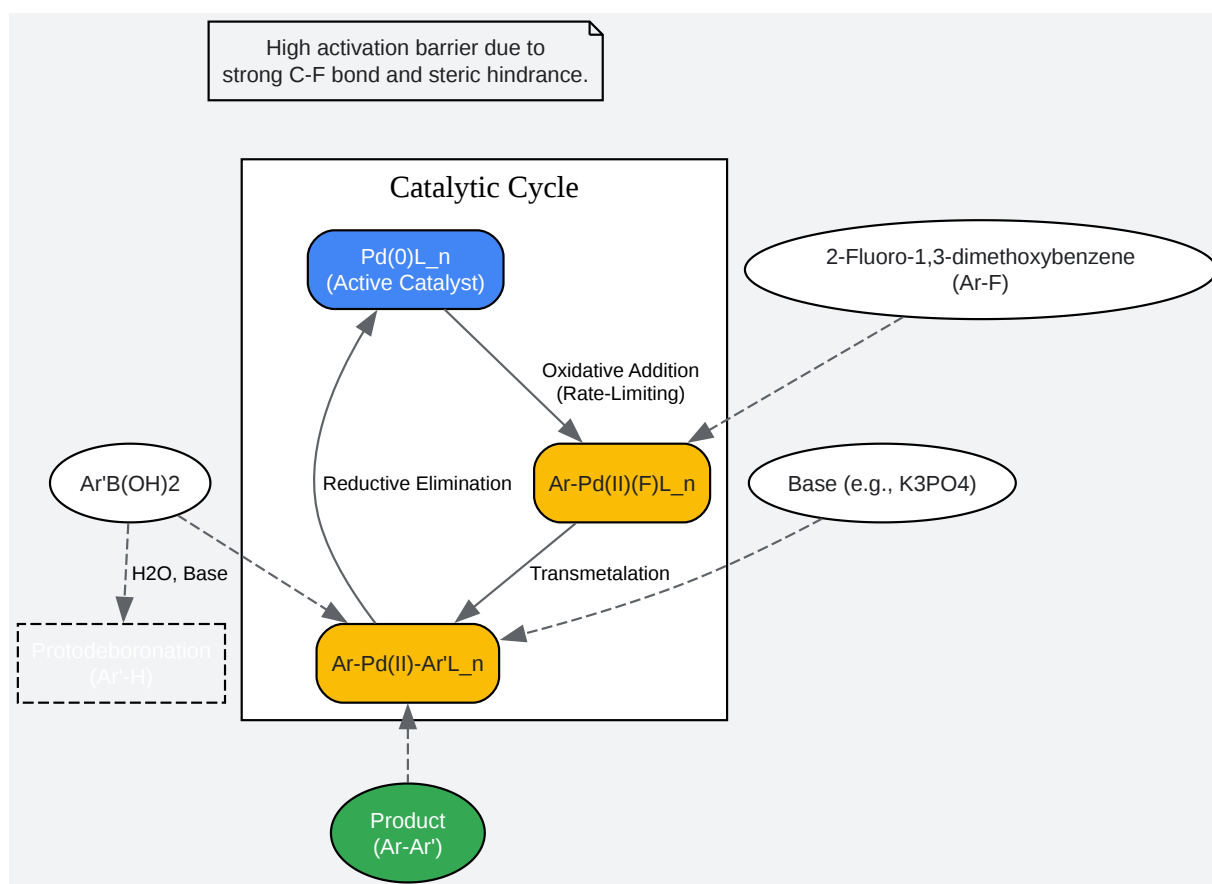 High activation barrier due to
strong C-F bond and steric hindrance.
Catalytic Cycle
Pd(0)L_n
(Active Catalyst)
2-Fluoro-1,3-dimethoxybenzene
(Ar-F)
Oxidative Addition
(Rate-Limiting)
Ar'B(OH)2
Reductive Elimination
Ar-Pd(II)(F)L_n
Base (e.g., K3PO4)
H2O, Base
Transmetalation
Protodeboronation
(Ar'-H)
Ar-Pd(II)-Ar'L_n
Product
(Ar-Ar')